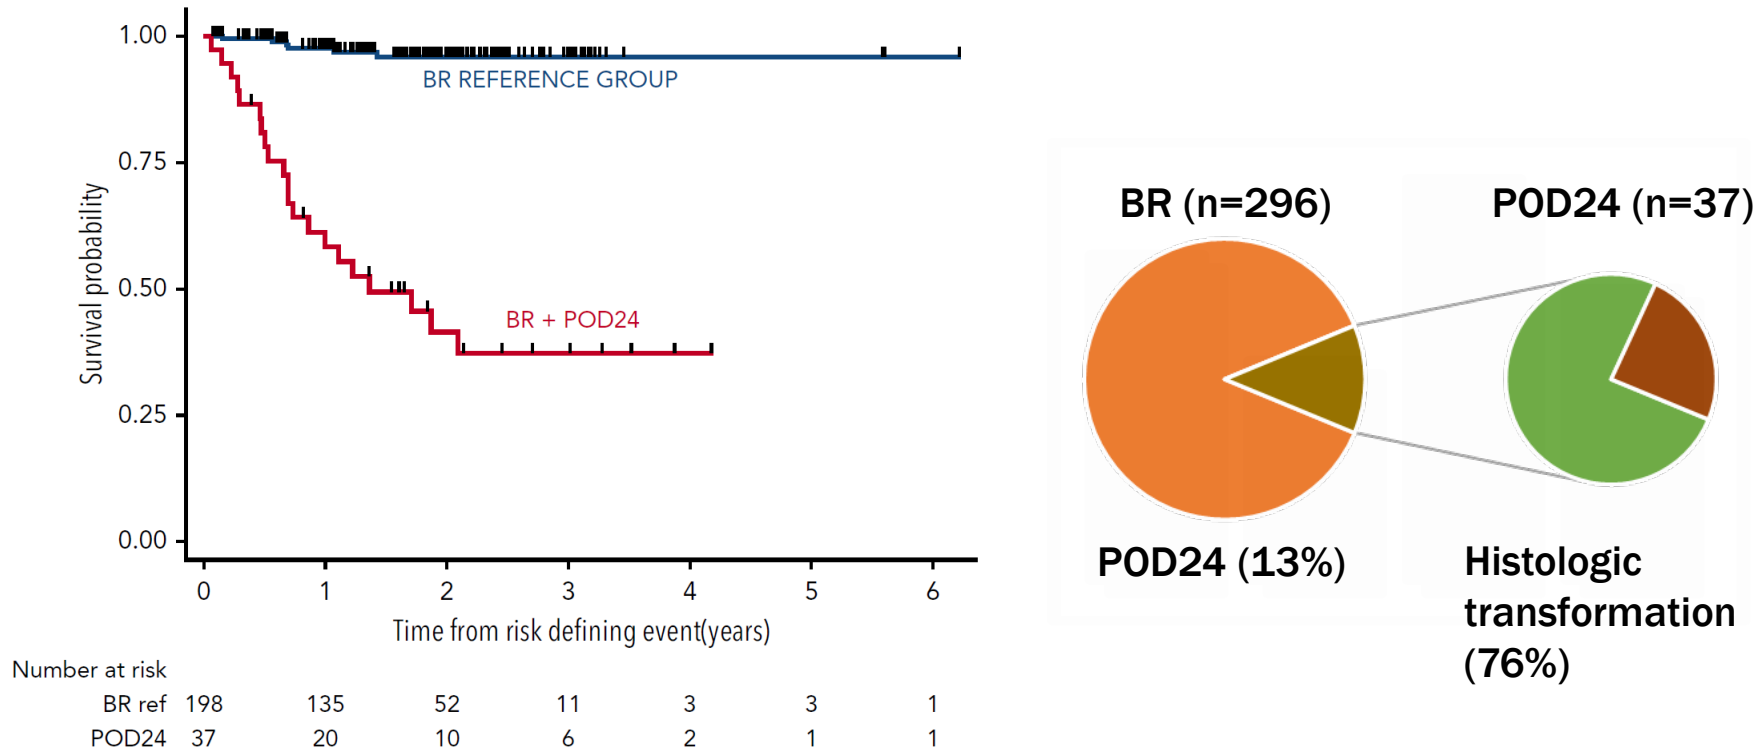 1.00
0.75
0.50
0.25
0.00
Survival probability
BR REFERENCE GROUP
BR + POD24
0 1 2 3 4 5 6
Time from risk defining event(years)
Number at risk
BR ref 198 135 52 11 3 3 1
POD24 37 20 10 6 2 1 1
BR (n=296)
POD24 (n=37)
POD24 (13%)
Histologic
transformation
(76%)